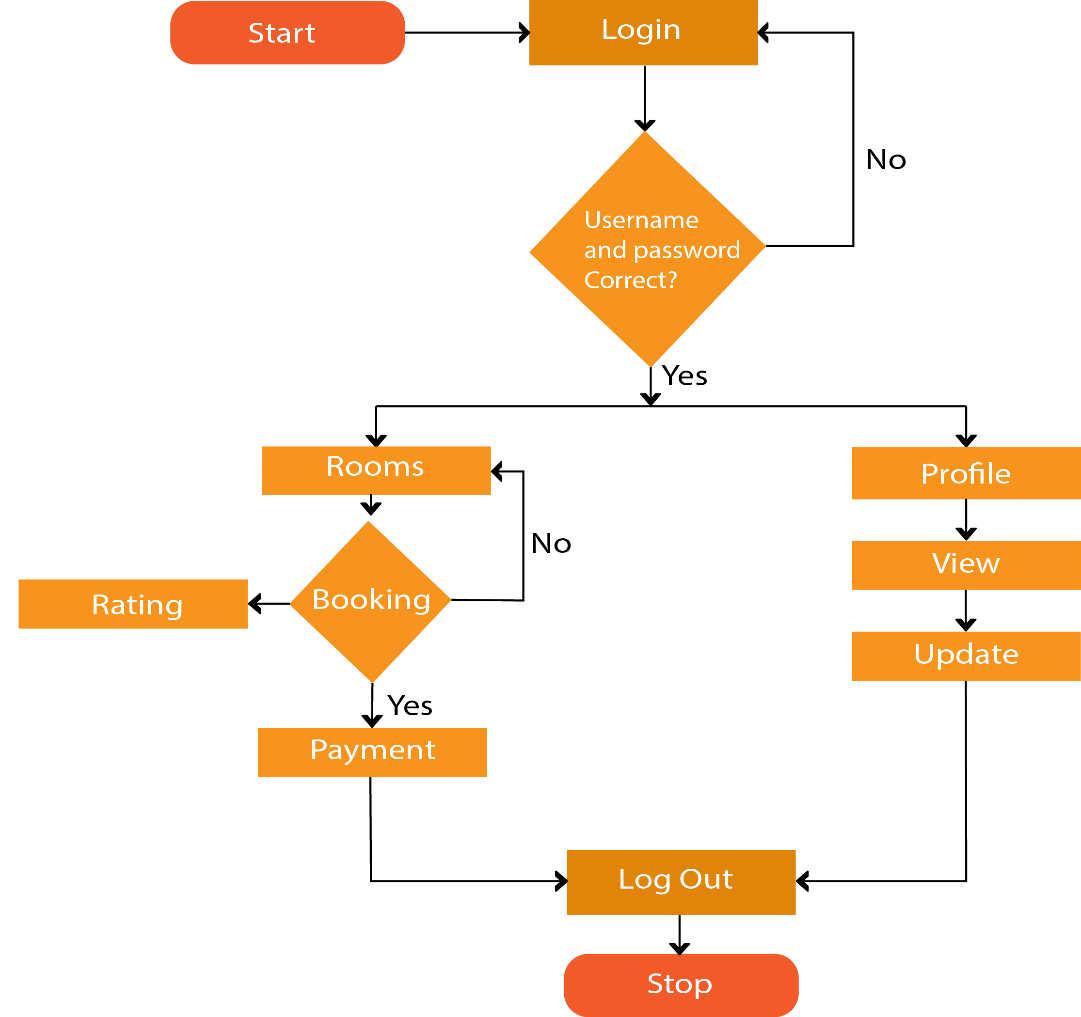 Start
Login
No
Username
and password
Correct?
Yes
Rooms
Profile
No
View
Booking
Rating
Update
Yes
Payment
Log Out
Stop